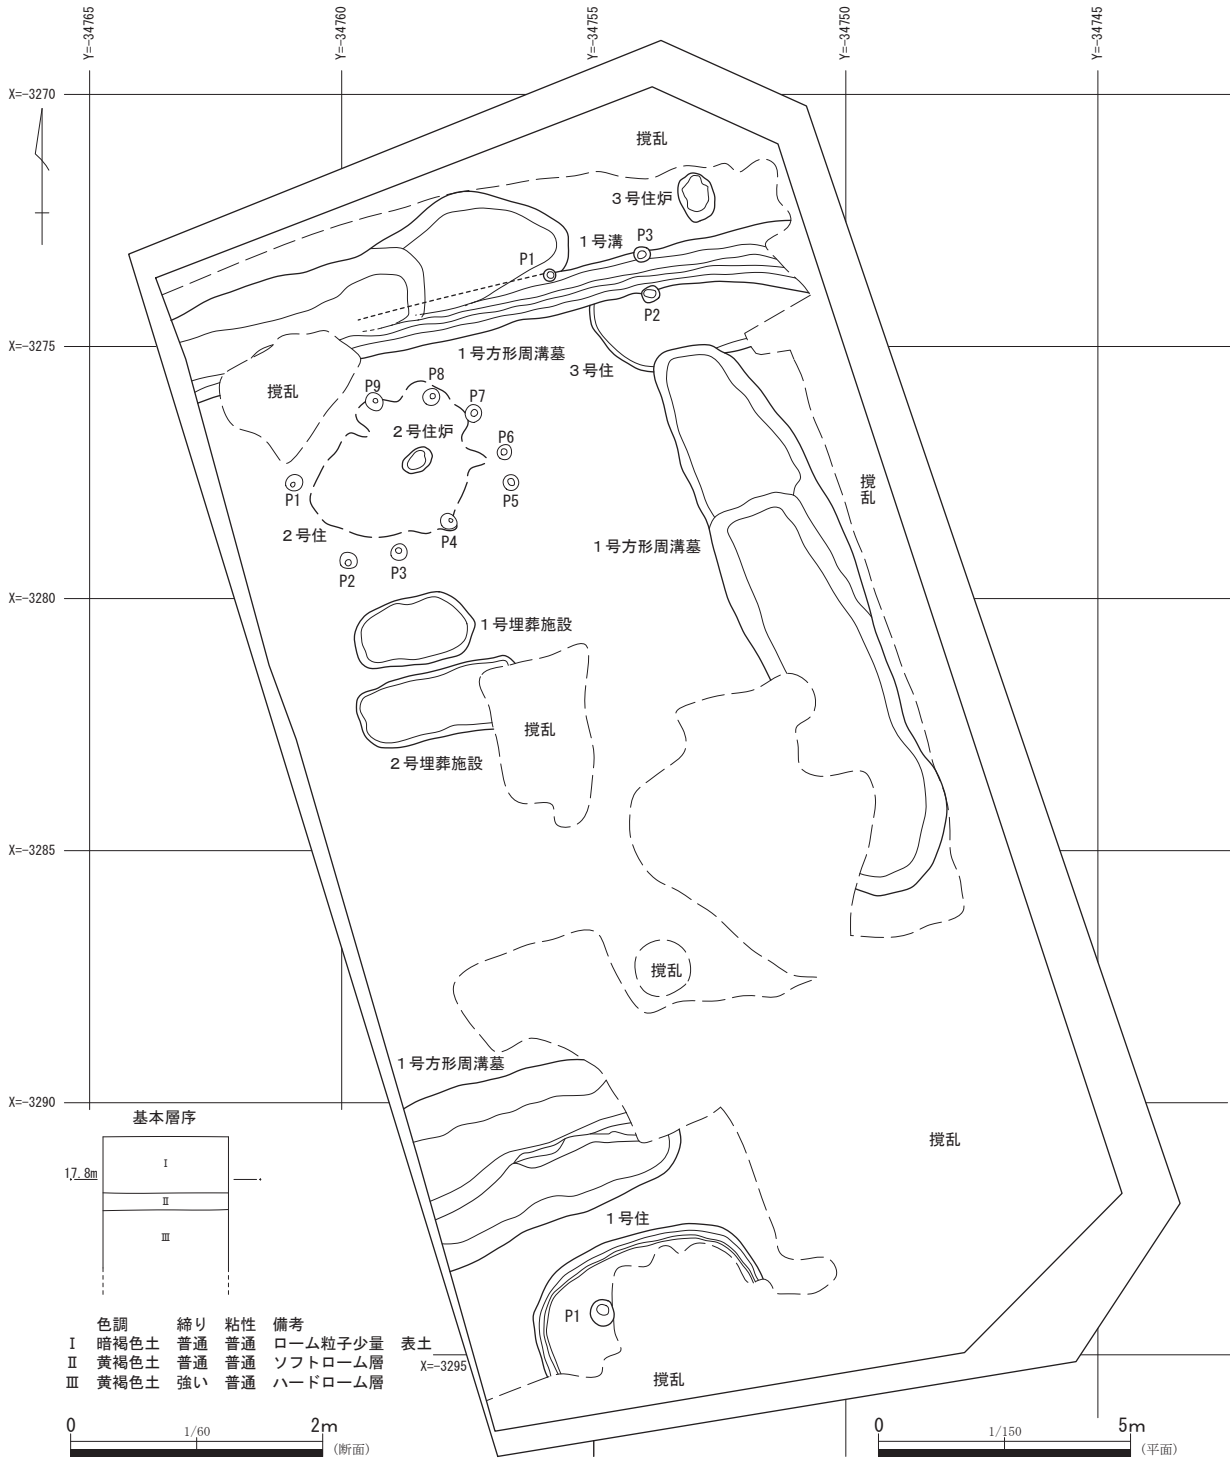 Y=-34765
Y=-34760
Y=-34755
Y=-34750
Y=-34745
X=-3270
撹乱
3号住炉
1号溝
P3
P1
P2
X=-3275
1号方形周溝墓
3号住
撹乱
P9
P8
P7
2号住炉
P6
P1
P5
撹乱
2号住
P4
1号方形周溝墓
P2
P3
X=-3280
1号埋葬施設
撹乱
2号埋葬施設
X=-3285
撹乱
1号方形周溝墓
X=-3290
基本層序
撹乱
Ⅰ
17.8m
Ⅱ
1号住
Ⅲ
P1
色調 締り 粘性 備考
Ⅰ 暗褐色土 普通 普通 ローム粒子少量 表土
Ⅱ 黄褐色土 普通 普通 ソフトローム層
X=-3295
Ⅲ 黄褐色土 強い 普通 ハードローム層
撹乱
0 1/60 2m
(断面)
0 1/150 5m
(平面)